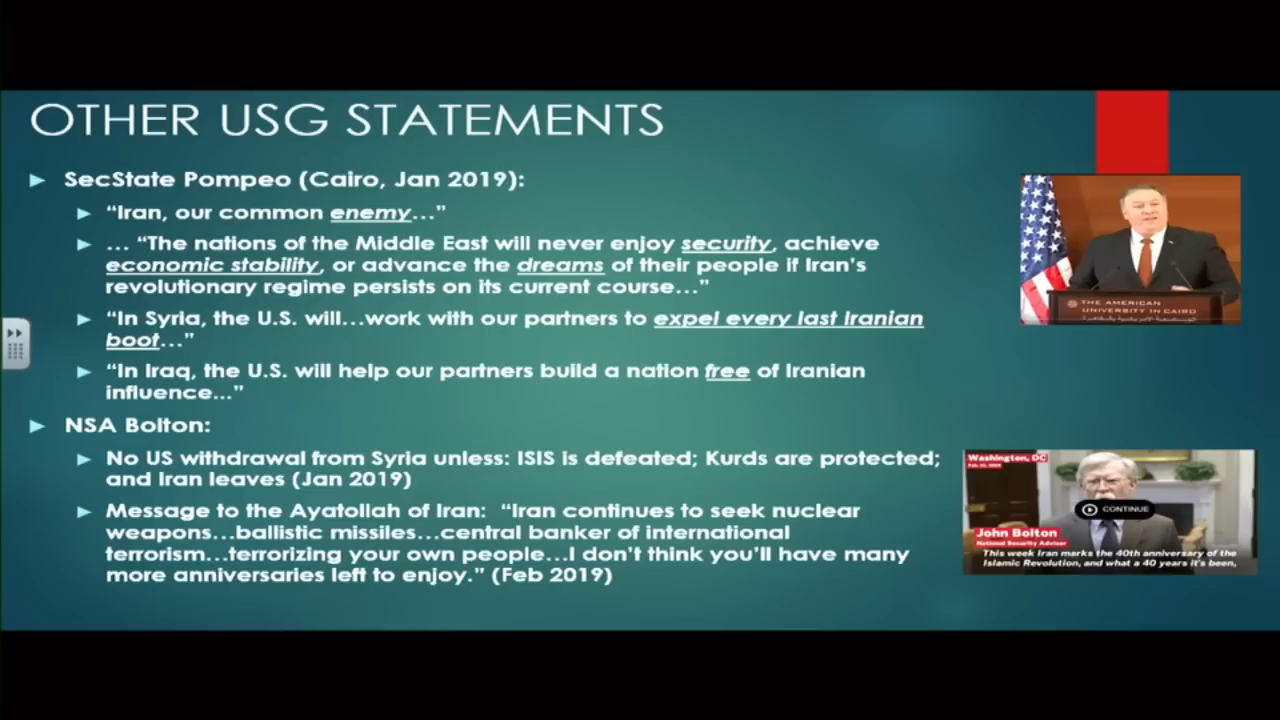 OTHER USG STATEMENTS
SecState Pompeo (Cairo, Jan 2019):
“Iran, our common enemy…”
… “The nations of the Middle East will never enjoy security, achieve
economic stability, or advance the dreams of their people if Iran’s
revolutionary regime persists on its current course…”
“In Syria, the U.S. will…work with our partners to expel every last Iranian
boot…”
“In Iraq, the U.S. will help our partners build a nation free of Iranian
influence...”
NSA Bolton:
No US withdrawal from Syria unless: ISIS is defeated; Kurds are protected;
and Iran leaves (Jan 2019)
Message to the Ayatollah of Iran: “Iran continues to seek nuclear
weapons…ballistic missiles…central banker of international
terrorism…terrorizing your own people…I don’t think you’ll have many
more anniversaries left to enjoy.” (Feb 2019)
THE AMERICAN
UNIVERSITY IN CAIRO
Washington, DC
CONTINUE
John Bolton
National Security Advisor
This week Iran marks the 40th anniversary of the
Islamic Revolution, and what a 40 years it's been,